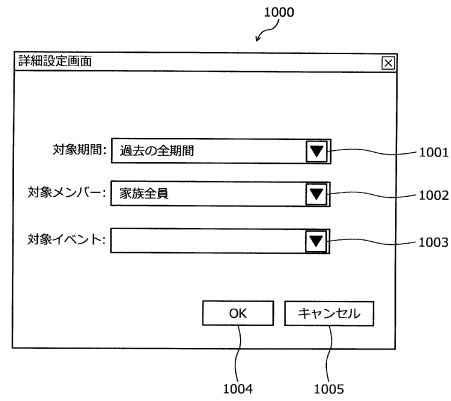 1000
詳細設定画面
対象期間: 過去の全期間 1001
対象メンバー: 家族全員 1002
対象イベント: 1003
OK キャンセル
1004 1005